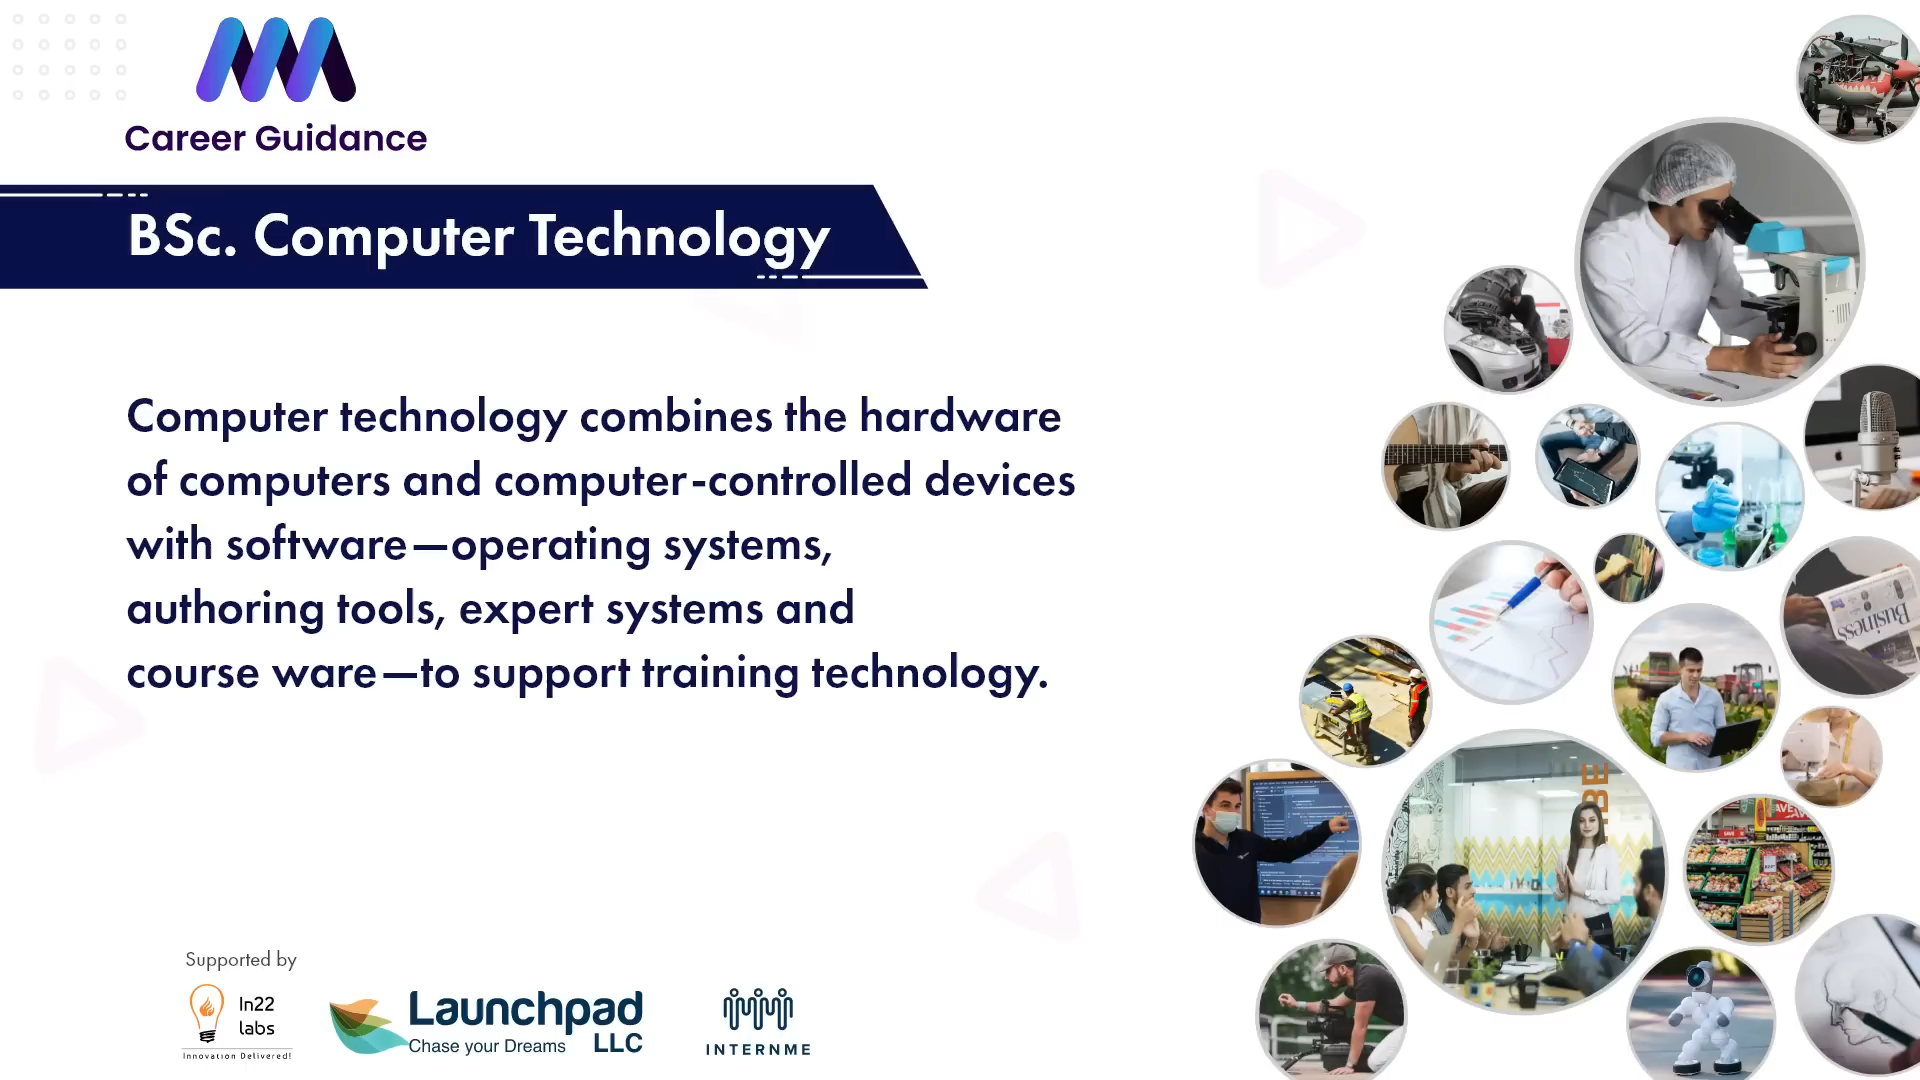 Career Guidance
BSc. Computer Technology
Computer technology combines the hardware
of computers and computer-controlled devices
with software—operating systems,
authoring tools, expert systems and
course ware—to support training technology.
Supported by
In22
labs
Innovation Delivered!
Launchpad
Chase your Dreams LLC
INTERNME
Business